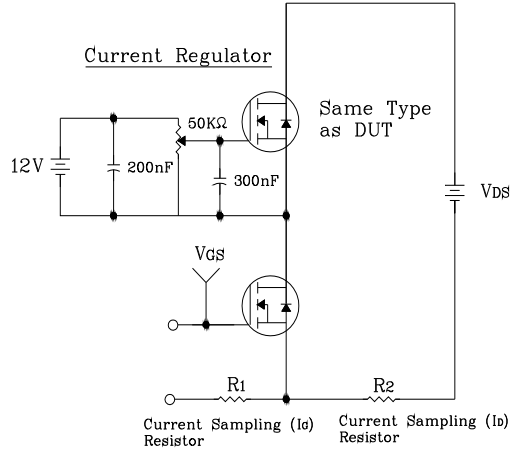 Current Regulator
50KΩ
Same Type
as DUT
12V
200nF
300nF
VDS
VGS
R1
R2
Current Sampling (IG)
Resistor
Current Sampling (ID)
Resistor